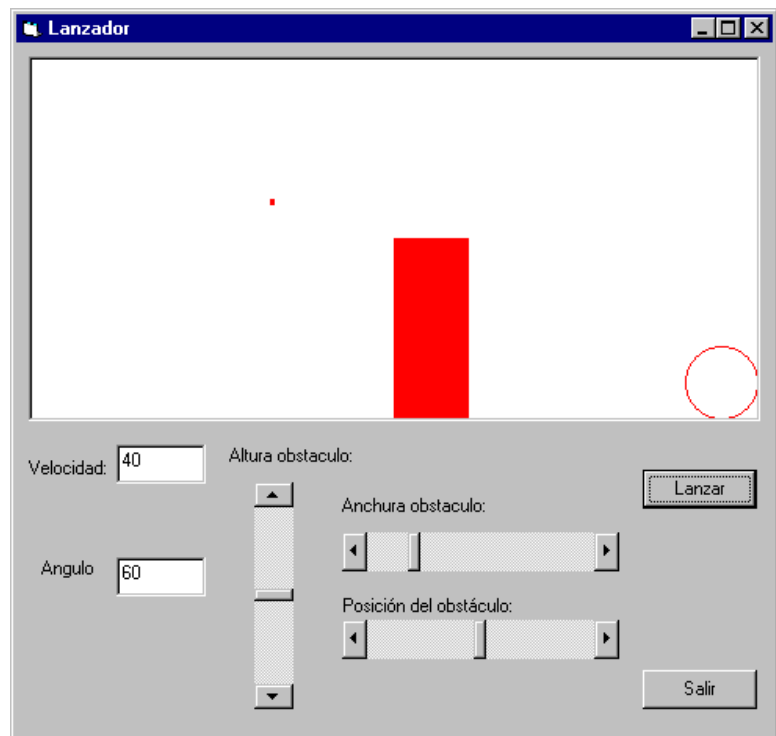 Lanzador
Velocidad: 40
Altura obstaculo:
Lanzar
Anchura obstaculo:
Angulo 60
Posición del obstáculo:
Salir